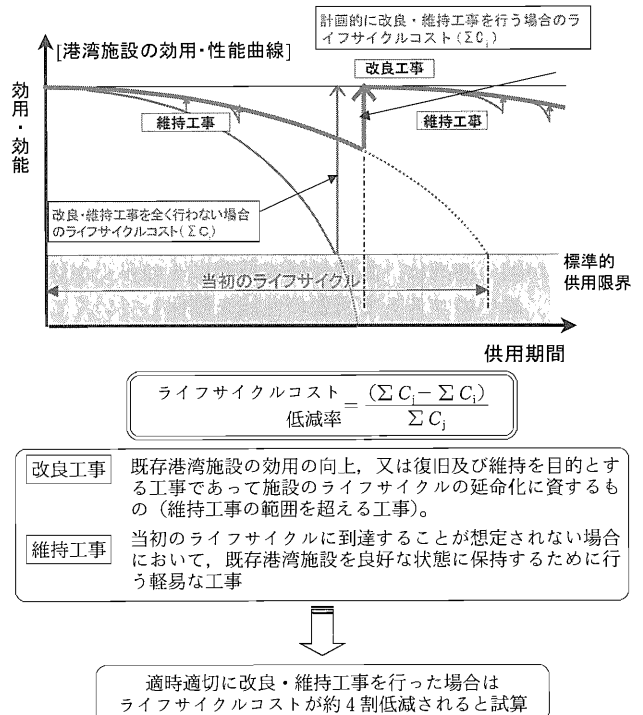 計画的に改良・維持工事を行う場合のラ
イフサイクルコスト(ΣCi)
[港湾施設の効用・性能曲線]
改良工事
効用・効能
維持工事
維持工事
改良・維持工事を全く行わない場合
のライフサイクルコスト(ΣCj)
当初のライフサイクル
標準的
供用限界
供用期間
ライフサイクルコスト
低減率 = (Σ Cj − Σ Ci) / Σ Cj
改良工事 既存港湾施設の効用の向上，又は復旧及び維持を目的とす
る工事であって施設のライフサイクルの延命化に資するも
の（維持工事の範囲を超える工事）。
維持工事 当初のライフサイクルに到達することが想定されない場合
において，既存港湾施設を良好な状態に保持するために行
う軽易な工事
適時適切に改良・維持工事を行った場合は
ライフサイクルコストが約4割低減されると試算